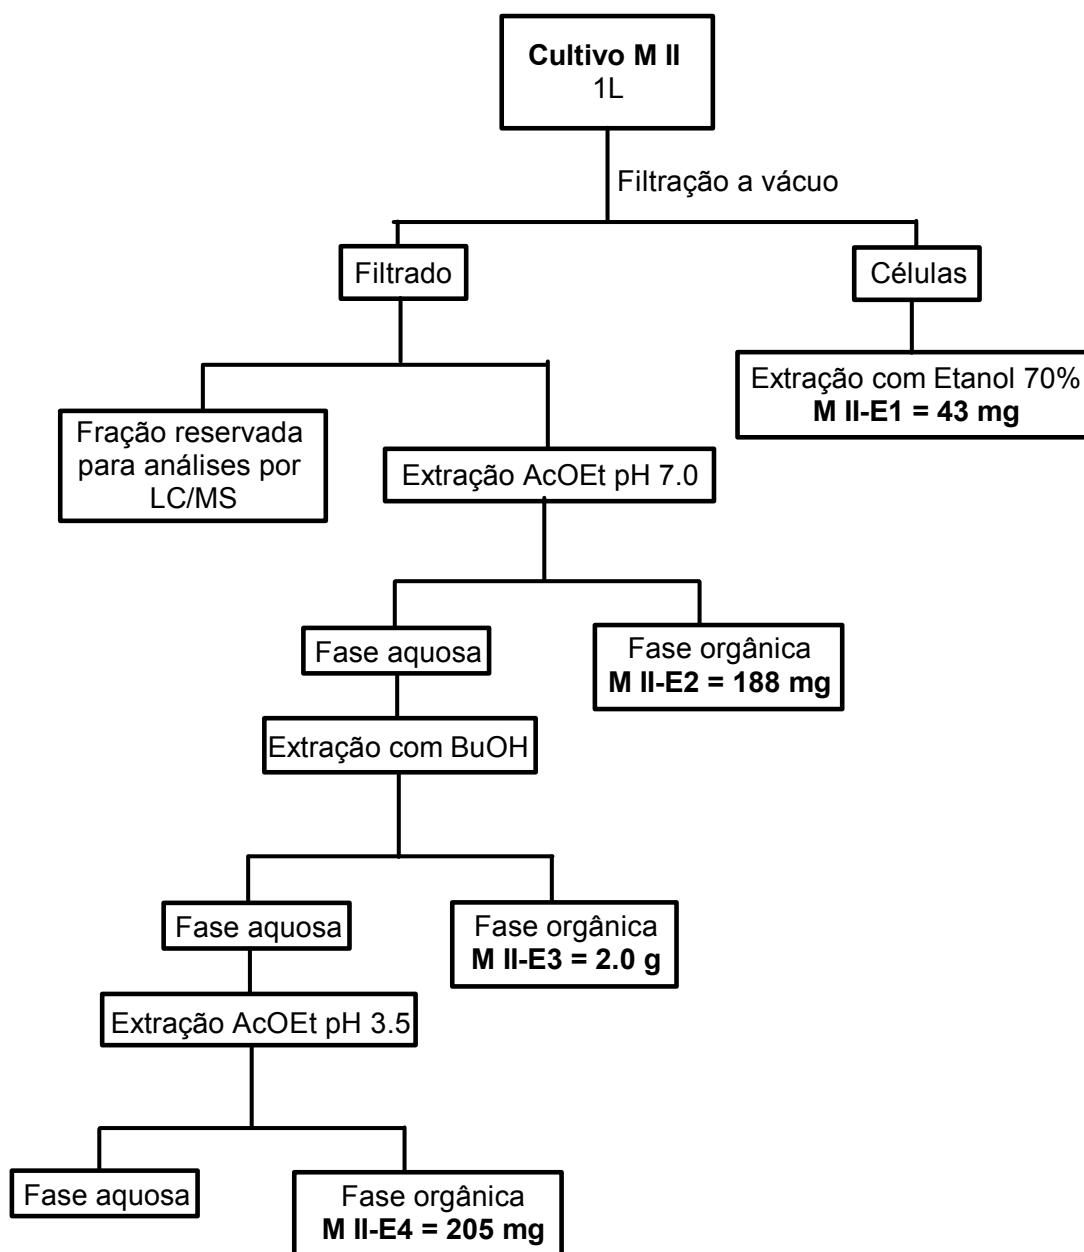 Cultivo M II
1L
Filtração a vácuo
Filtrado
Células
Extração com Etanol 70%
M II-E1 = 43 mg
Fração reservada
para análises por
LC/MS
Extração AcOEt pH 7.0
Fase aquosa
Fase orgânica
M II-E2 = 188 mg
Extração com BuOH
Fase aquosa
Fase orgânica
M II-E3 = 2.0 g
Extração AcOEt pH 3.5
Fase aquosa
Fase orgânica
M II-E4 = 205 mg